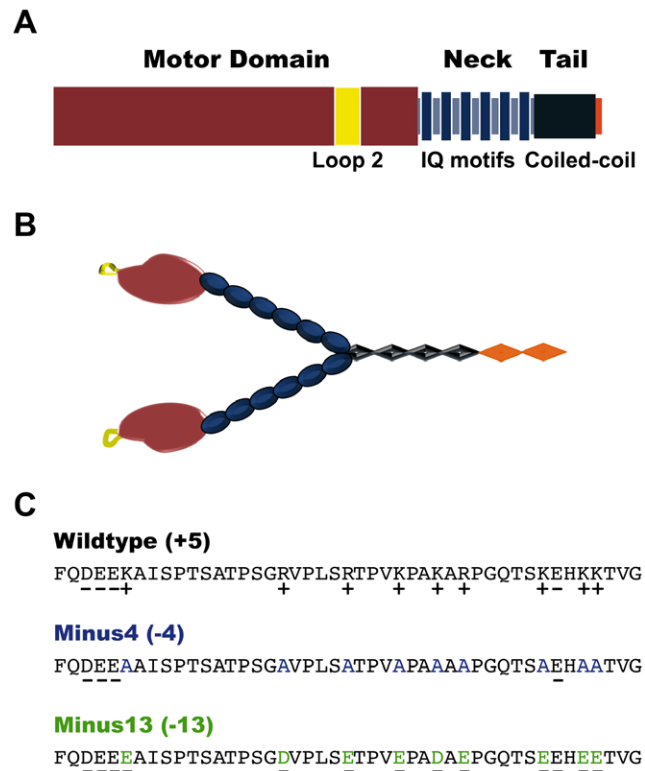 A
Motor Domain Neck Tail
Loop 2 IQ motifs Coiled-coil
B
C
Wildtype (+5)
FQDEEKAISPTSATPSGRVPLSRTPVKPAKARPGQTSKEHKKTVG
- - - + + + + + + + - + +
Minus4 (-4)
FQDEEAAISPTSATPSGAVPLSATPVAPAAAAPGQTSAEHAATVG
- - - -
Minus13 (-13)
FQDEEEAISPTSATPSGDVPLSETPVEPADAEPGQTSEEHEETVG
- - - - - - - - - - - - -